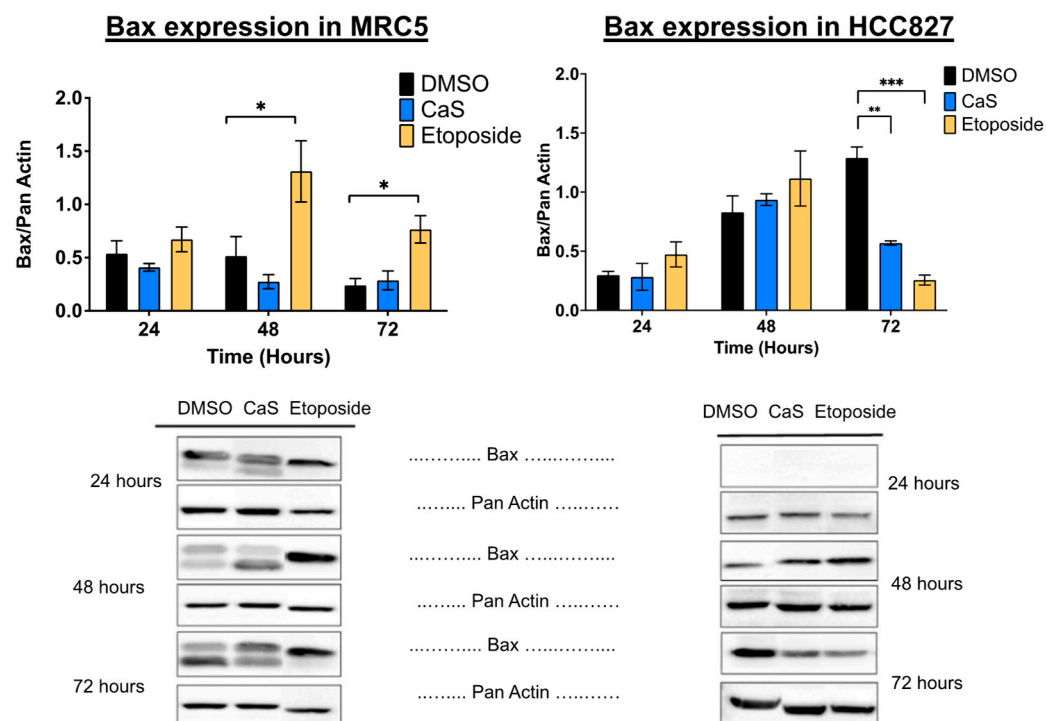 Bax expression in MRC5
DMSO
CaS
Etoposide
2.0
1.5
1.0
0.5
0.0
Bax/Pan Actin
*
*
24
48
72
Time (Hours)
Bax expression in HCC827
DMSO
CaS
Etoposide
2.0
1.5
1.0
0.5
0.0
Bax/Pan Actin
***
**
24
48
72
Time (Hours)
DMSO CaS Etoposide
DMSO CaS Etoposide
24 hours
............ Bax ..............
24 hours
......... Pan Actin ...........
48 hours
............ Bax ..............
48 hours
......... Pan Actin ...........
72 hours
............ Bax ..............
72 hours
......... Pan Actin ...........